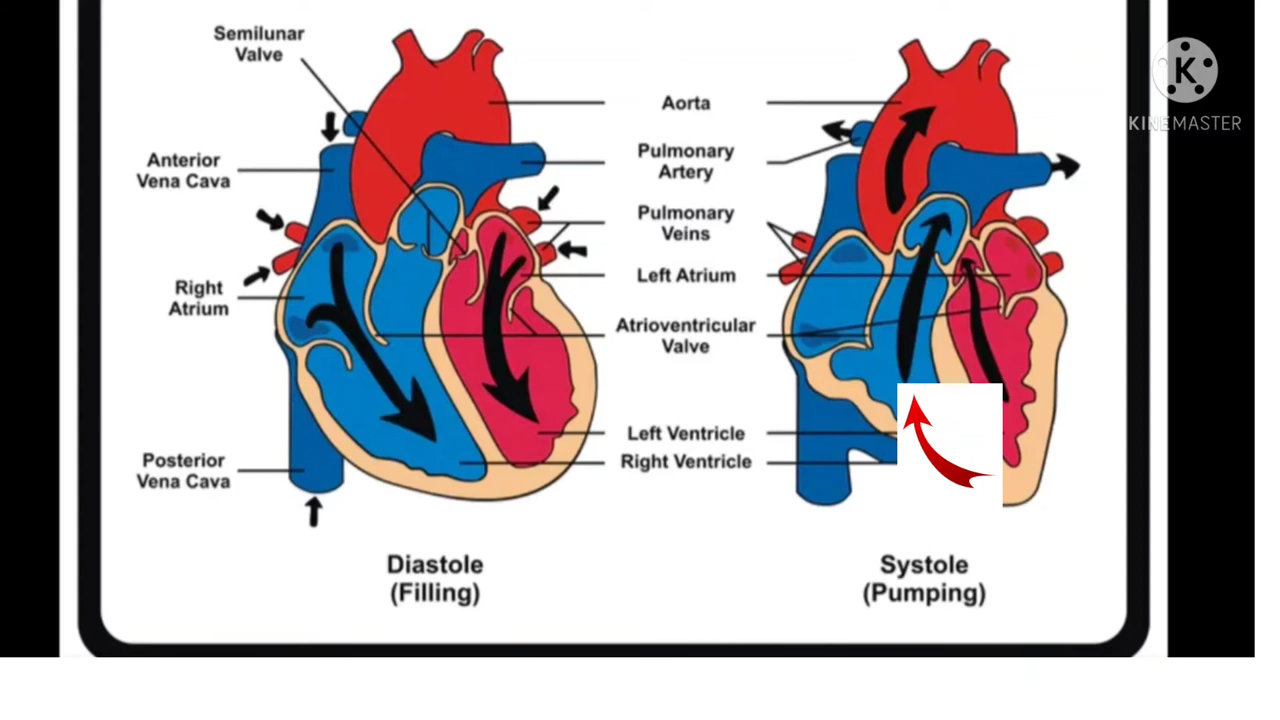 Semilunar
Valve
Anterior
Vena Cava
Right
Atrium
Posterior
Vena Cava
Aorta
Pulmonary
Artery
Pulmonary
Veins
Left Atrium
Atrioventricular
Valve
Left Ventricle
Right Ventricle
Diastole
(Filling)
Systole
(Pumping)
K
KINEMASTER